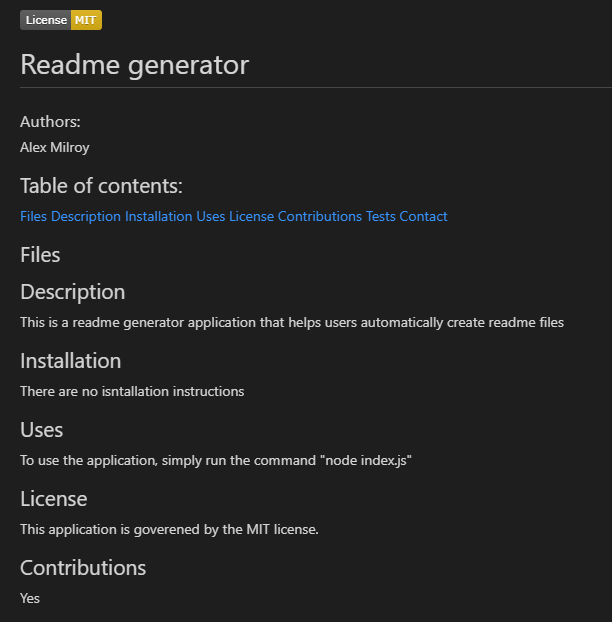 License MIT
Readme generator
Authors:
Alex Milroy
Table of contents:
Files Description Installation Uses License Contributions Tests Contact
Files
Description
This is a readme generator application that helps users automatically create readme files
Installation
There are no isntallation instructions
Uses
To use the application, simply run the command "node index.js"
License
This application is goverened by the MIT license.
Contributions
Yes